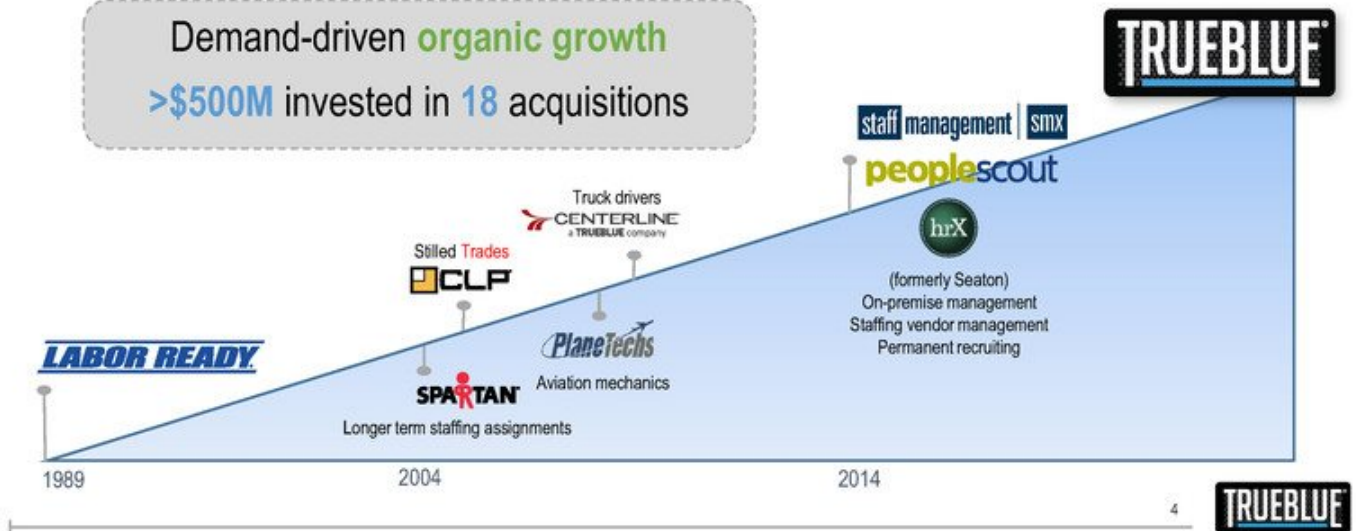 Demand-driven organic growth
>$500M invested in 18 acquisitions
TRUEBLUE
staff management | smx
peoplescout
hrX
(formerly Seaton)
On-premise management
Staffing vendor management
Permanent recruiting
Truck drivers
CENTERLINE
a TRUEBLUE company
Stilled Trades
CLP
PlaneTechs
Aviation mechanics
LABOR READY.
SPARTAN
Longer term staffing assignments
1989
2004
2014
4
TRUEBLUE